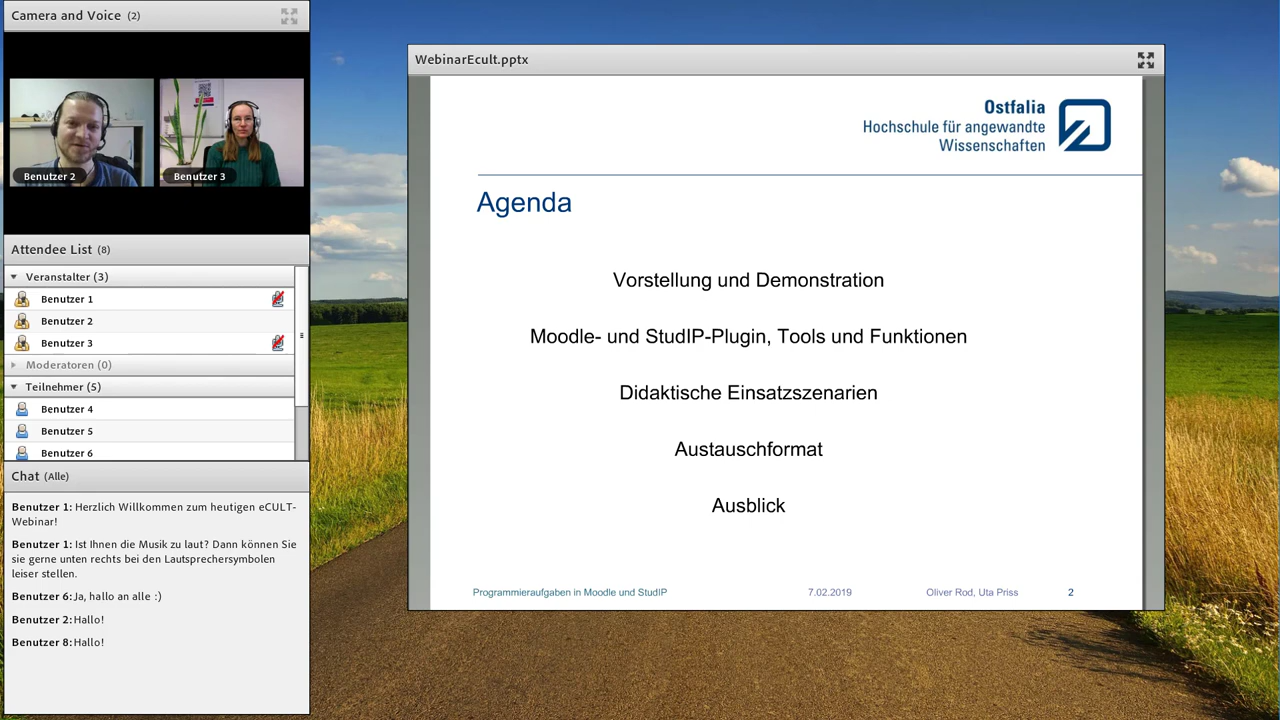 Camera and Voice (2)
Benutzer 2
Benutzer 3
Attendee List (8)
Veranstalter (3)
Benutzer 1
Benutzer 2
Benutzer 3
Moderatoren (0)
Teilnehmer (5)
Benutzer 4
Benutzer 5
Benutzer 6
Chat (Alle)
Benutzer 1: Herzlich Willkommen zum heutigen eCULT-
Webinar!
Benutzer 1: Ist Ihnen die Musik zu laut? Dann können Sie
sie gerne unten rechts bei den Lautsprechersymbolen
leiser stellen.
Benutzer 6: Ja, hallo an alle :)
Benutzer 2: Hallo!
Benutzer 8: Hallo!
WebinarEcult.pptx
Ostfalia
Hochschule für angewandte
Wissenschaften
Agenda
Vorstellung und Demonstration
Moodle- und StudIP-Plugin, Tools und Funktionen
Didaktische Einsatzszenarien
Austauschformat
Ausblick
Programmieraufgaben in Moodle und StudIP 7.02.2019 Oliver Rod, Uta Priss 2